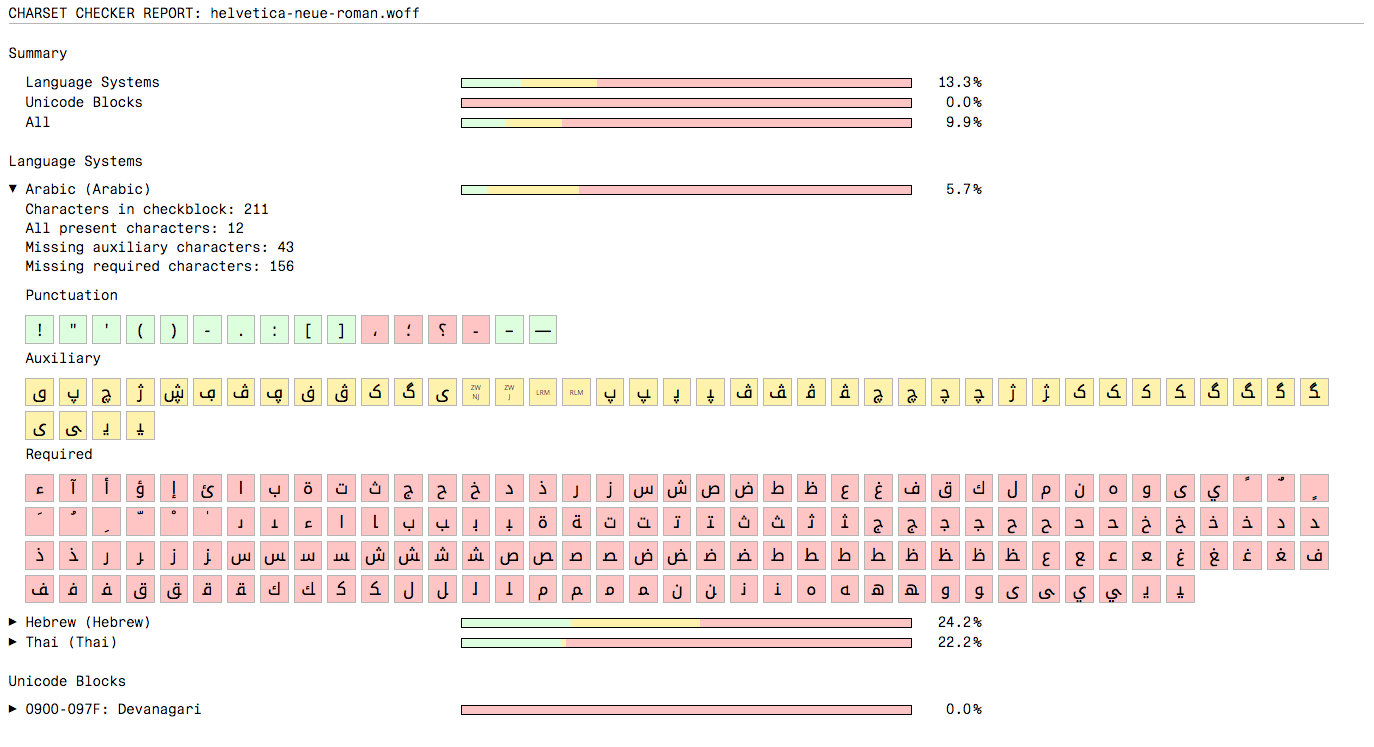 CHARSET CHECKER REPORT: helvetica-neue-roman.woff
Summary
Language Systems 13.3%
Unicode Blocks 0.0%
All 9.9%
Language Systems
▼ Arabic (Arabic) 5.7%
Characters in checkblock: 211
All present characters: 12
Missing auxiliary characters: 43
Missing required characters: 156
Punctuation
! " ' ( ) - . : [ ] ، ؛ ؟ ‐ – —
Auxiliary
ٯ پ چ ژ ڜ ڢ ڤ ڥ ڧ ڨ ک گ ی ZWNJ ZWJ LRM RLM ﭖ ﭗ ﭘ ﭙ ﭪ ﭫ ﭬ ﭭ ﭺ ﭻ ﭼ ﭽ ﮊ ﮋ ﮎ ﮏ ﮐ ﮑ ﮒ ﮓ ﮔ ﮕ
ﯼ ﯽ ﯾ ﯿ
Required
ء آ أ ؤ إ ئ ا ب ة ت ث ج ح خ د ذ ر ز س ش ص ض ط ظ ع غ ف ق ك ل م ن ه و ى ي ً ٌ ٍ
َ ُ ِ ّ ْ ٰ ﯨ ﯩ ﺀ ﺍ ﺎ ﺏ ﺐ ﺑ ﺒ ﺓ ﺔ ﺕ ﺖ ﺗ ﺘ ﺙ ﺚ ﺛ ﺜ ﺝ ﺞ ﺟ ﺠ ﺡ ﺢ ﺣ ﺤ ﺥ ﺦ ﺧ ﺨ ﺩ ﺪ
ﺫ ﺬ ﺭ ﺮ ﺯ ﺰ ﺱ ﺲ ﺳ ﺴ ﺵ ﺶ ﺷ ﺸ ﺹ ﺺ ﺻ ﺼ ﺽ ﺾ ﺿ ﻀ ﻁ ﻂ ﻃ ﻄ ﻅ ﻆ ﻇ ﻈ ﻉ ﻊ ﻋ ﻌ ﻍ ﻎ ﻏ ﻐ ﻑ
ﻒ ﻓ ﻔ ﻕ ﻖ ﻗ ﻘ ﻙ ﻚ ﻛ ﻜ ﻝ ﻞ ﻟ ﻠ ﻡ ﻢ ﻣ ﻤ ﻥ ﻦ ﻧ ﻨ ﻩ ﻪ ﻫ ﻬ ﻭ ﻮ ﻯ ﻰ ﻱ ﻲ ﻳ ﻴ
▶ Hebrew (Hebrew) 24.2%
▶ Thai (Thai) 22.2%
Unicode Blocks
▶ 0900-097F: Devanagari 0.0%